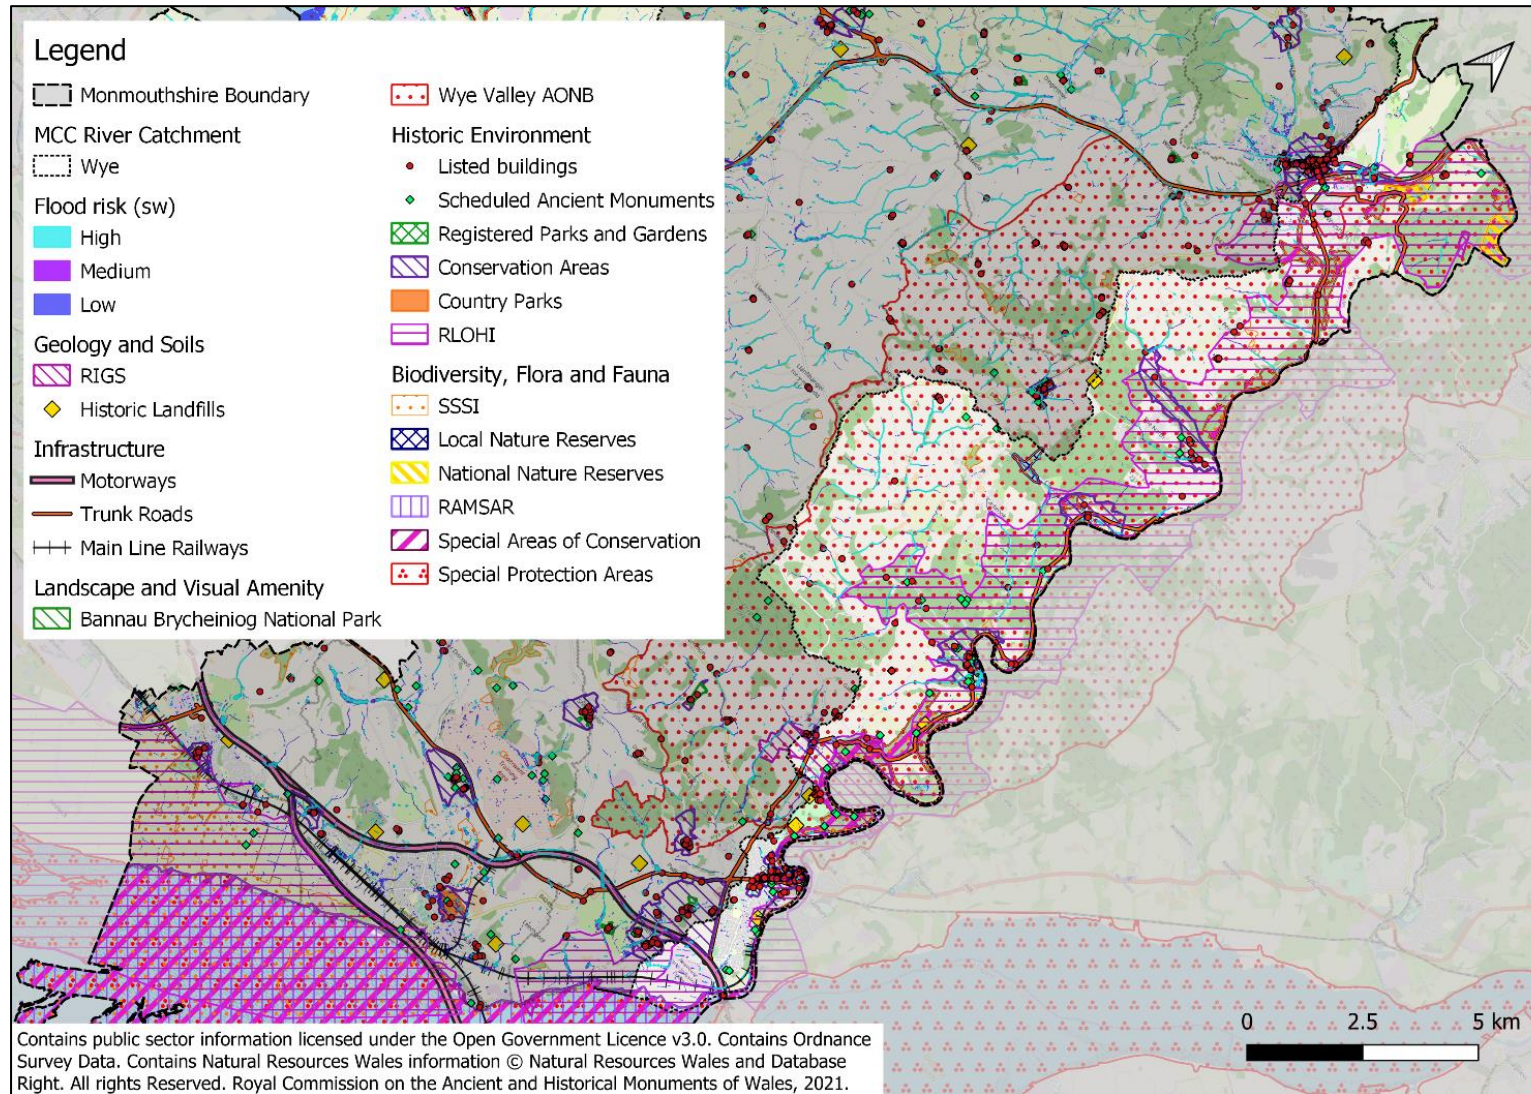 Legend
Monmouthshire Boundary
MCC River Catchment
Wye
Flood risk (sw)
High
Medium
Low
Geology and Soils
RIGS
Historic Landfills
Infrastructure
Motorways
Trunk Roads
Main Line Railways
Landscape and Visual Amenity
Bannau Brycheiniog National Park
Wye Valley AONB
Historic Environment
Listed buildings
Scheduled Ancient Monuments
Registered Parks and Gardens
Conservation Areas
Country Parks
RLOHI
Biodiversity, Flora and Fauna
SSSI
Local Nature Reserves
National Nature Reserves
RAMSAR
Special Areas of Conservation
Special Protection Areas
0 2.5 5 km
Contains public sector information licensed under the Open Government Licence v3.0. Contains Ordnance
Survey Data. Contains Natural Resources Wales information © Natural Resources Wales and Database
Right. All rights Reserved. Royal Commission on the Ancient and Historical Monuments of Wales, 2021.